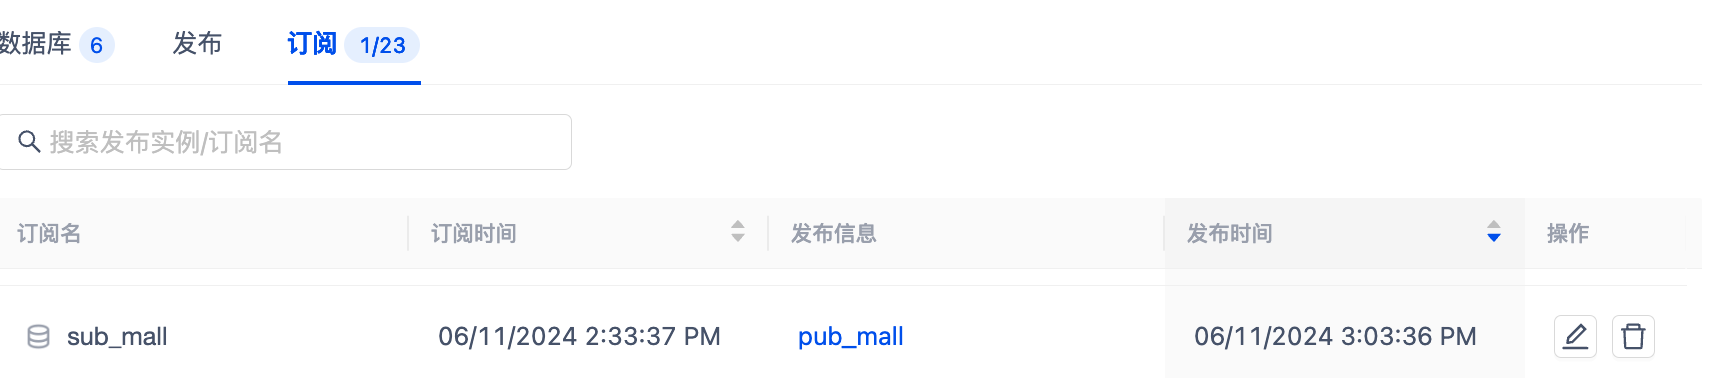 数据库 6 发布 订阅 1/23
搜索发布实例/订阅名
订阅名 订阅时间 发布信息 发布时间 操作
sub_mall 06/11/2024 2:33:37 PM pub_mall 06/11/2024 3:03:36 PM